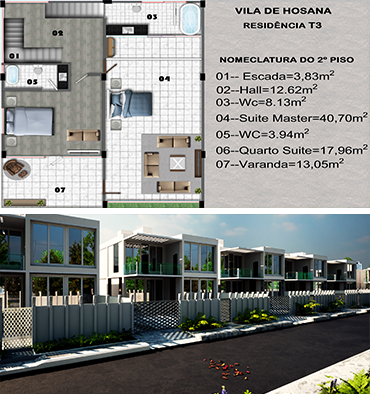 VILA DE HOSANA
RESIDÊNCIA T3
NOMECLATURA DO 2º PISO
01-- Escada=3,83m²
02--Hall=12.62m²
03--Wc=8.13m²
04--Suite Master=40,70m²
05--WC=3.94m²
06--Quarto Suite=17,96m²
07--Varanda=13,05m²
03
02
01
05
04
06
07